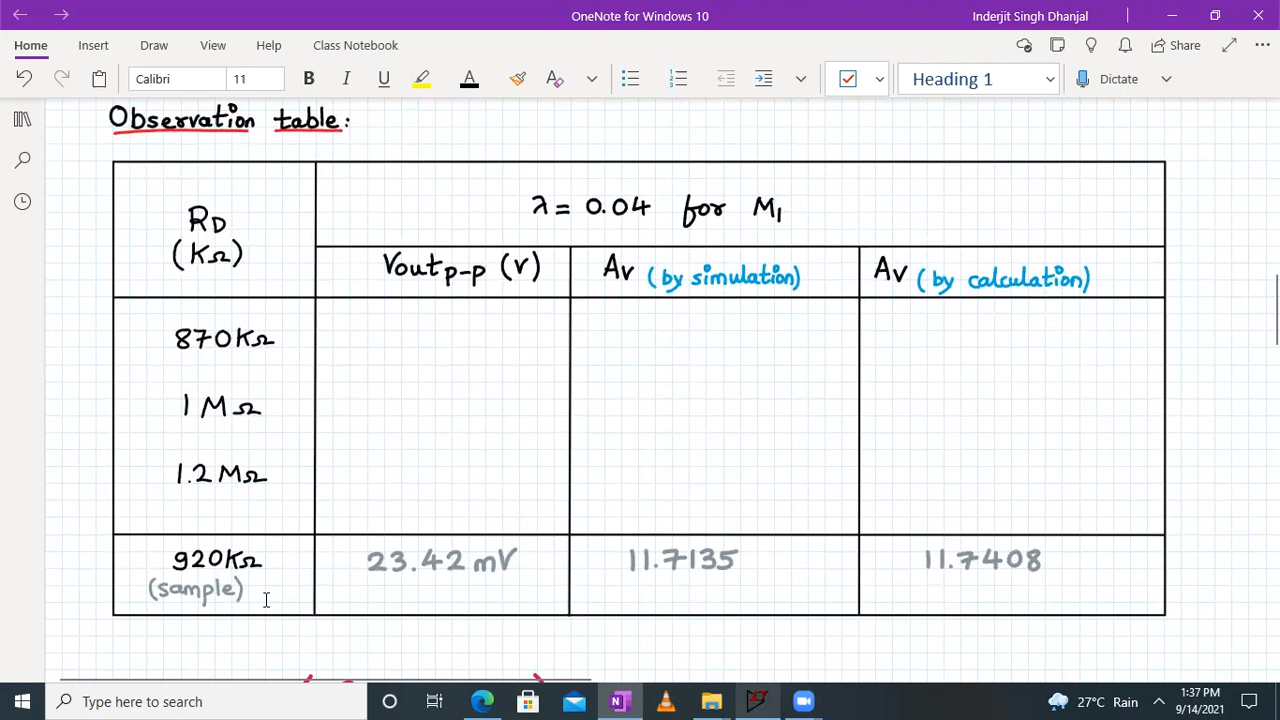 OneNote for Windows 10
Inderjit Singh Dhanjal
Home Insert Draw View Help Class Notebook
Share
Calibri 11 B I U A Heading 1 Dictate
Observation table:
RD
(KΩ)
λ = 0.04 for M1
Voutp-p (V) Av (by simulation) Av (by calculation)
870KΩ
1 MΩ
1.2 MΩ
920KΩ 23.42 mV 11.7135 11.7408
(sample)
Type here to search
27°C Rain
1:37 PM
9/14/2021